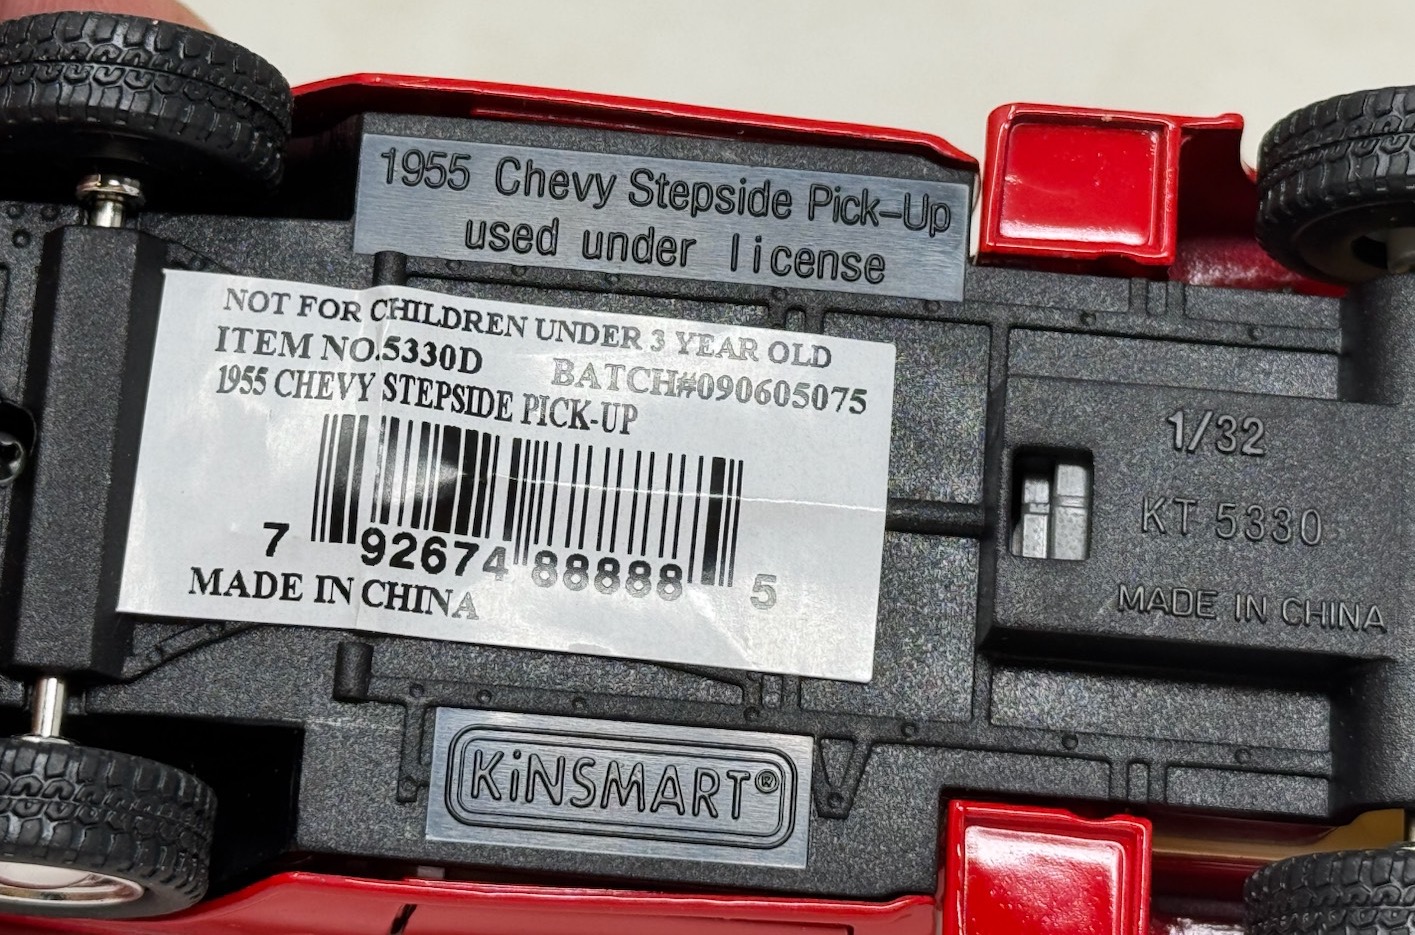 1955 Chevy Stepside Pick-Up
used under license
NOT FOR CHILDREN UNDER 3 YEAR OLD
ITEM NO.5330D BATCH#090605075
1955 CHEVY STEPSIDE PICK-UP
7 92674 88888 5
MADE IN CHINA
1/32
KT 5330
MADE IN CHINA
KiNSMART®